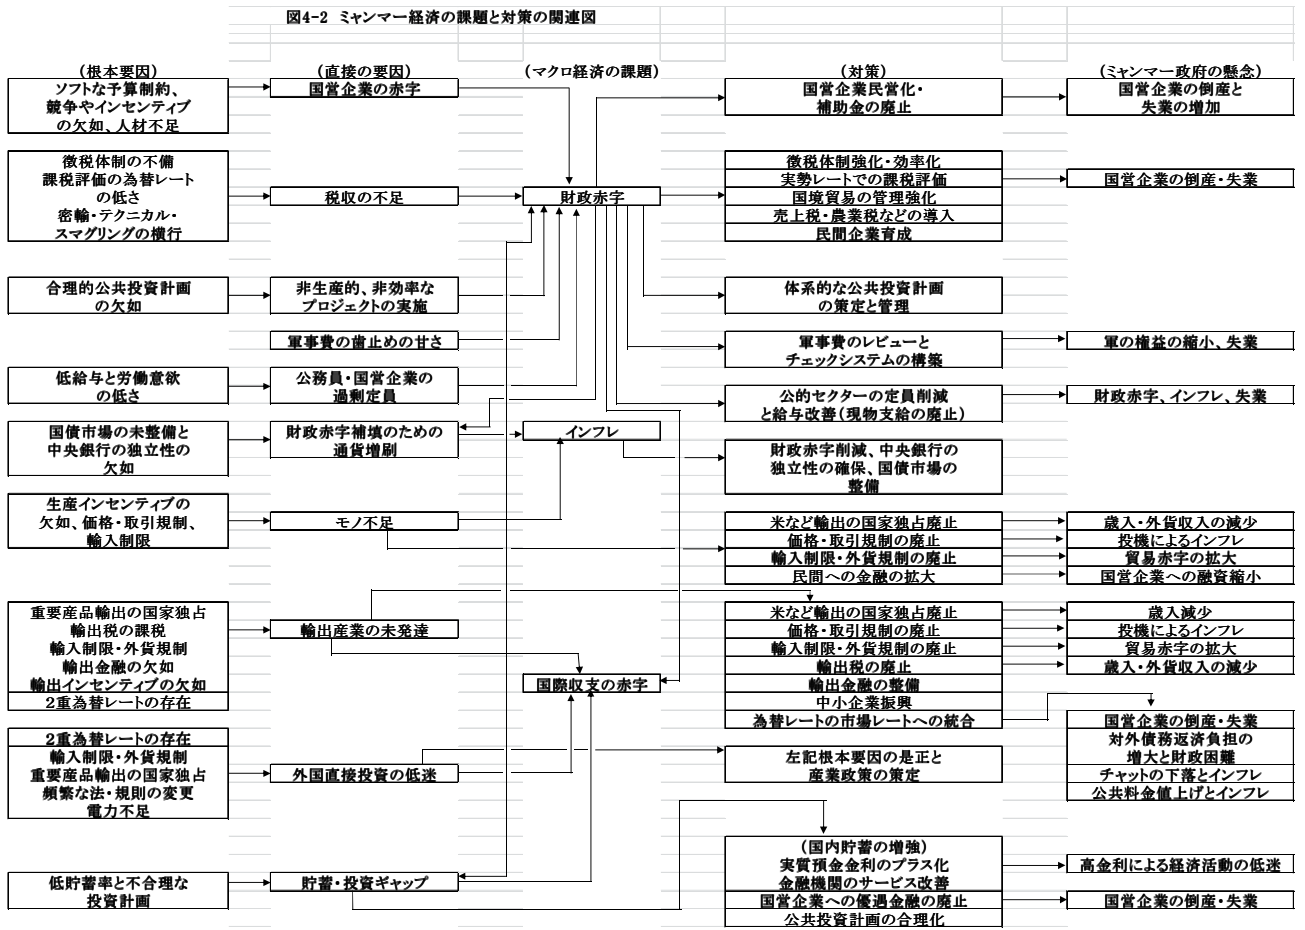 図4-2 ミャンマー経済の課題と対策の関連図
(根本要因)
ソフトな予算制約、
競争やインセンティブ
の欠如、人材不足
徴税体制の不備
課税評価の為替レート
の低さ
密輸・テクニカル・
スマグリングの横行
合理的公共投資計画
の欠如
低給与と労働意欲
の低さ
国債市場の未整備と
中央銀行の独立性の
欠如
生産インセンティブの
欠如、価格・取引規制、
輸入制限
重要産品輸出の国家独占
輸出税の課税
輸入制限・外貨規制
輸出金融の欠如
輸出インセンティブの欠如
2重為替レートの存在
2重為替レートの存在
輸入制限・外貨規制
重要産品輸出の国家独占
頻繁な法・規則の変更
電力不足
低貯蓄率と不合理な
投資計画
(直接の要因)
国営企業の赤字
税収の不足
非生産的、非効率な
プロジェクトの実施
軍事費の歯止めの甘さ
公務員・国営企業の
過剰定員
財政赤字補填のための
通貨増刷
モノ不足
輸出産業の未発達
外国直接投資の低迷
貯蓄・投資ギャップ
(マクロ経済の課題)
財政赤字
インフレ
国際収支の赤字
(対策)
国営企業民営化・
補助金の廃止
徴税体制強化・効率化
実勢レートでの課税評価
国境貿易の管理強化
売上税・農業税などの導入
民間企業育成
体系的な公共投資計画
の策定と管理
軍事費のレビューと
チェックシステムの構築
公的セクターの定員削減
と給与改善(現物支給の廃止)
財政赤字削減、中央銀行の
独立性の確保、国債市場の
整備
米など輸出の国家独占廃止
価格・取引規制の廃止
輸入制限・外貨規制の廃止
民間への金融の拡大
米など輸出の国家独占廃止
価格・取引規制の廃止
輸入制限・外貨規制の廃止
輸出税の廃止
輸出金融の整備
中小企業振興
為替レートの市場レートへの統合
左記根本要因の是正と
産業政策の策定
(国内貯蓄の増強)
実質預金金利のプラス化
金融機関のサービス改善
国営企業への優遇金融の廃止
公共投資計画の合理化
(ミャンマー政府の懸念)
国営企業の倒産と
失業の増加
国営企業の倒産・失業
軍の権益の縮小、失業
財政赤字、インフレ、失業
歳入・外貨収入の減少
投機によるインフレ
貿易赤字の拡大
国営企業への融資縮小
歳入減少
投機によるインフレ
貿易赤字の拡大
歳入・外貨収入の減少
国営企業の倒産・失業
対外債務返済負担の
増大と財政困難
チャットの下落とインフレ
公共料金値上げとインフレ
高金利による経済活動の低迷
国営企業の倒産・失業